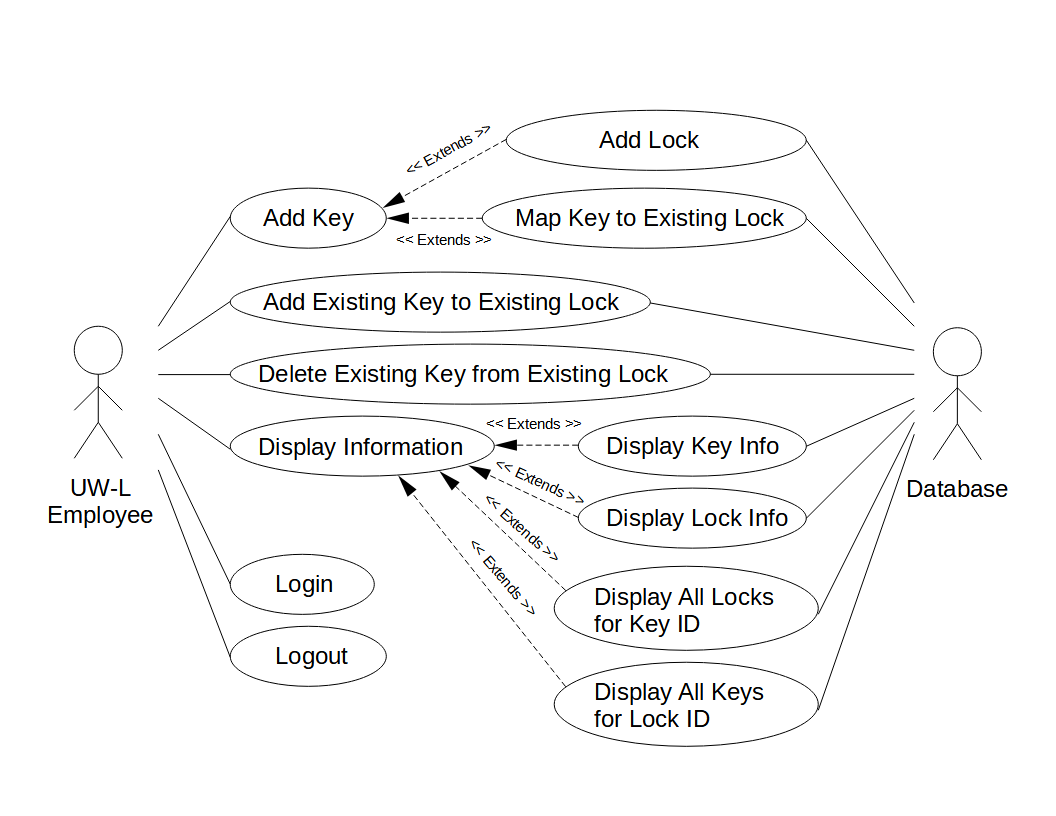 Add Lock
<< Extends >>
Add Key
Map Key to Existing Lock
<< Extends >>
Add Existing Key to Existing Lock
Delete Existing Key from Existing Lock
<< Extends >>
Display Information
Display Key Info
<< Extends >>
Display Lock Info
<< Extends >>
<< Extends >>
UW-L
Employee
Database
Login
Display All Locks
for Key ID
Logout
Display All Keys
for Lock ID